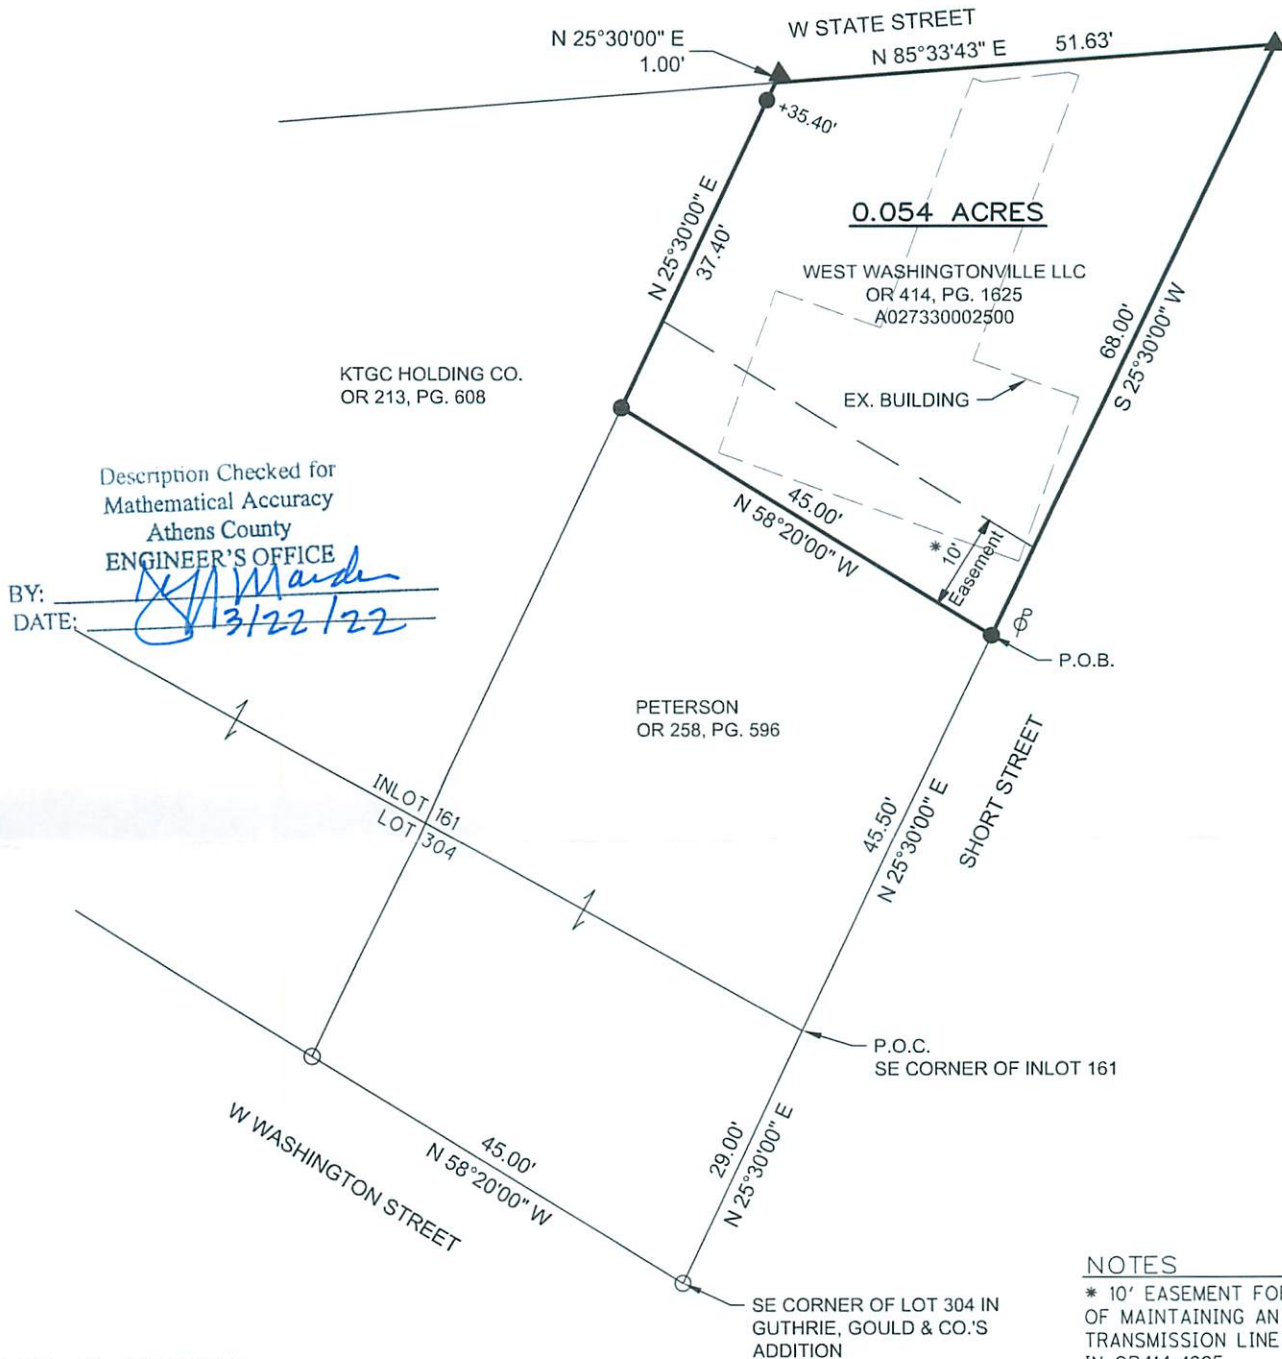 W STATE STREET
N 25°30'00" E
1.00'
N 85°33'43" E
51.63'
+35.40'
N 25°30'00" E
37.40'
0.054 ACRES
WEST WASHINGTONVILLE LLC
OR 414, PG. 1625
A027330002500
68.00'
S 25°30'00" W
KTGC HOLDING CO.
OR 213, PG. 608
EX. BUILDING
Description Checked for
Mathematical Accuracy
Athens County
ENGINEER'S OFFICE
BY:
DATE: 3/22/22
45.00'
N 58°20'00" W
* 10'
Easement
P
P.O.B.
PETERSON
OR 258, PG. 596
SHORT STREET
INLOT 161
LOT 304
45.50'
N 25°30'00" E
P.O.C.
SE CORNER OF INLOT 161
29.00'
N 25°30'00" E
45.00'
N 58°20'00" W
W WASHINGTON STREET
SE CORNER OF LOT 304 IN
GUTHRIE, GOULD & CO.'S
ADDITION
NOTES
* 10' EASEMENT FO
OF MAINTAINING AN
TRANSMISSION LINE